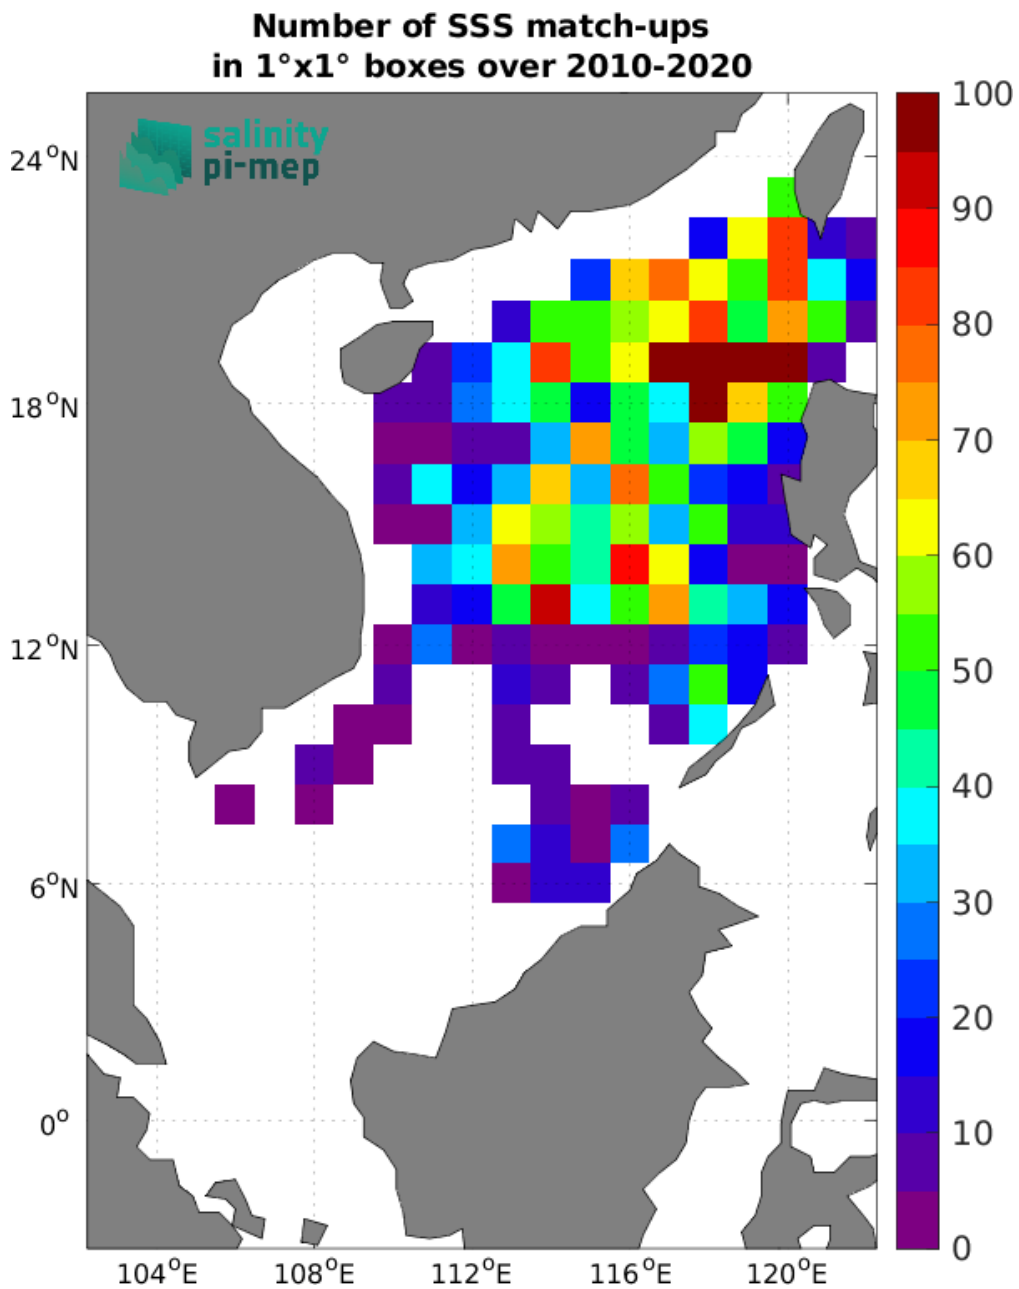 Number of SSS match-ups
in 1°x1° boxes over 2010-2020
salinity
pi-mep
24°N
18°N
12°N
6°N
0°
104°E
108°E
112°E
116°E
120°E
100
90
80
70
60
50
40
30
20
10
0